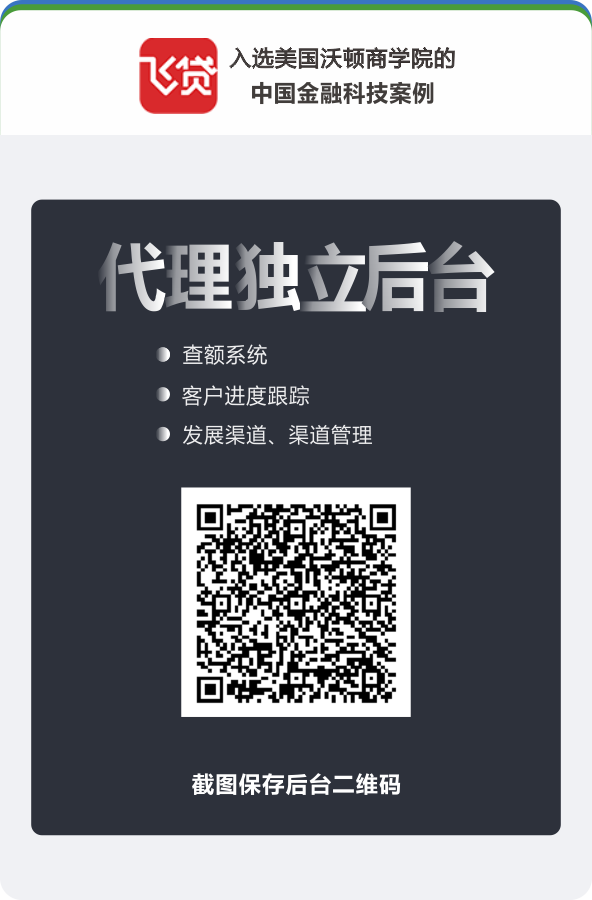 飞贷
入选美国沃顿商学院的
中国金融科技案例
代理独立后台
查额系统
客户进度跟踪
发展渠道、渠道管理
截图保存后台二维码